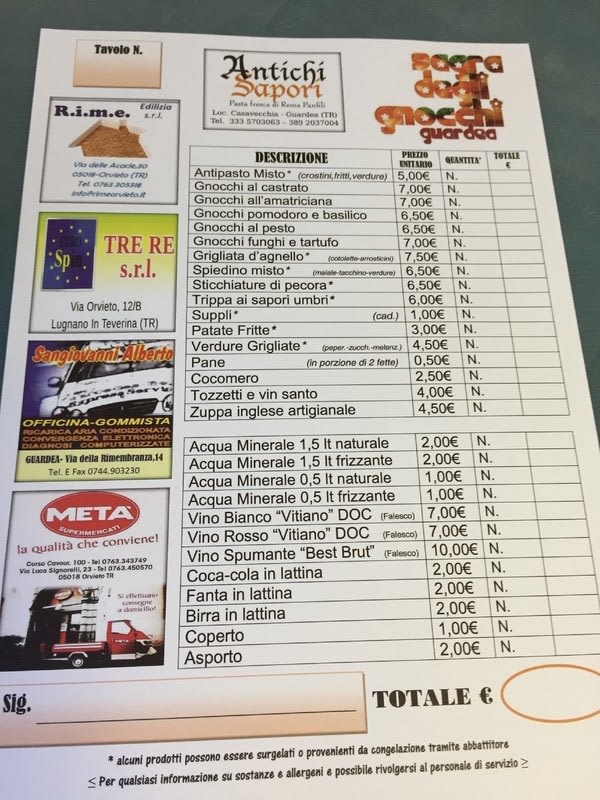 Tavolo N.
Antichi
Sapori
Pasta fresca di Roma Panfili
Loc. Casavecchia - Guardea (TR)
Tel. 333 5703063 - 389 2037004
sagra
degli
gnocchi
guardea
R.i.m.e. Edilizia
s.r.l.
Via delle Acacie,30
05018-Orvieto (TR)
Tel. 0763 305318
info@rimeorvieto.it
Spin
TRE RE
s.r.l.
Via Orvieto, 12/B
Lugnano In Teverina (TR)
Sangiovanni Alberto
OFFICINA-GOMMISTA
RICARICA ARIA CONDIZIONATA
CONVERGENZA ELETTRONICA
DIAGNOSI COMPUTERIZZATE
GUARDEA- Via della Rimembranza,14
Tel. E Fax 0744.903230
META'
SUPERMERCATI
la qualità che conviene!
Corso Cavour, 100 - Tel 0763.343749
Via Luca Signorelli, 23 - Tel 0763.450570
05018 Orvieto TR
Si effettuano
consegne
a domicilio!
DESCRIZIONE PREZZO UNITARIO QUANTITA' TOTALE €
Antipasto Misto* (crostini,fritti,verdure) 5,00€ N.
Gnocchi al castrato 7,00€ N.
Gnocchi all'amatriciana 7,00€ N.
Gnocchi pomodoro e basilico 6,50€ N.
Gnocchi al pesto 6,50€ N.
Gnocchi funghi e tartufo 7,00€ N.
Grigliata d'agnello* (cotolette-arrosticini) 7,50€ N.
Spiedino misto* (maiale-tacchino-verdure) 6,50€ N.
Sticchiature di pecora* 6,50€ N.
Trippa ai sapori umbri* 6,00€ N.
Supplì* (cad.) 1,00€ N.
Patate Fritte* 3,00€ N.
Verdure Grigliate* (peper.-zucch.-melanz.) 4,50€ N.
Pane (in porzione di 2 fette) 0,50€ N.
Cocomero 2,50€ N.
Tozzetti e vin santo 4,00€ N.
Zuppa inglese artigianale 4,50€ N.
Acqua Minerale 1,5 lt naturale 2,00€ N.
Acqua Minerale 1,5 lt frizzante 2,00€ N.
Acqua Minerale 0,5 lt naturale 1,00€ N.
Acqua Minerale 0,5 lt frizzante 1,00€ N.
Vino Bianco "Vitiano" DOC (Falesco) 7,00€ N.
Vino Rosso "Vitiano" DOC (Falesco) 7,00€ N.
Vino Spumante "Best Brut" (Falesco) 10,00€ N.
Coca-cola in lattina 2,00€ N.
Fanta in lattina 2,00€ N.
Birra in lattina 2,00€ N.
Coperto 1,00€ N.
Asporto 2,00€ N.
Sig.
TOTALE €
* alcuni prodotti possono essere surgelati o provenienti da congelazione tramite abbattitore
≤ Per qualsiasi informazione su sostanze e allergeni e possibile rivolgersi al personale di servizio ≥